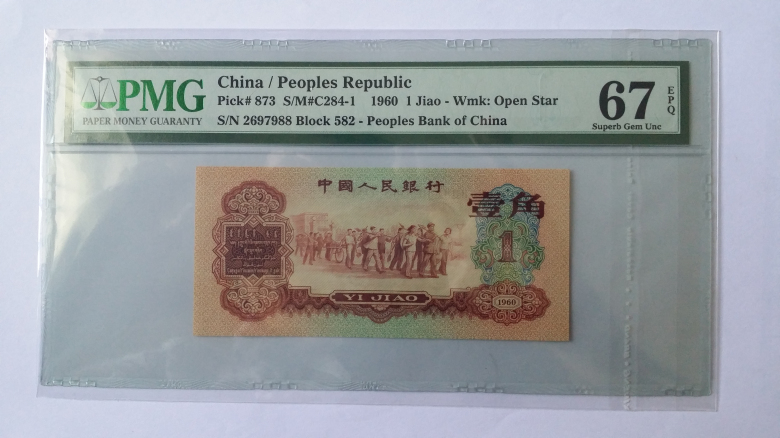 PMG
PAPER MONEY GUARANTY
China / Peoples Republic
Pick# 873 S/M#C284-1 1960 1 Jiao - Wmk: Open Star
S/N 2697988 Block 582 - Peoples Bank of China
67
EPQ
Superb Gem Unc
中國人民銀行
壹角
1
YI JIAO
1960